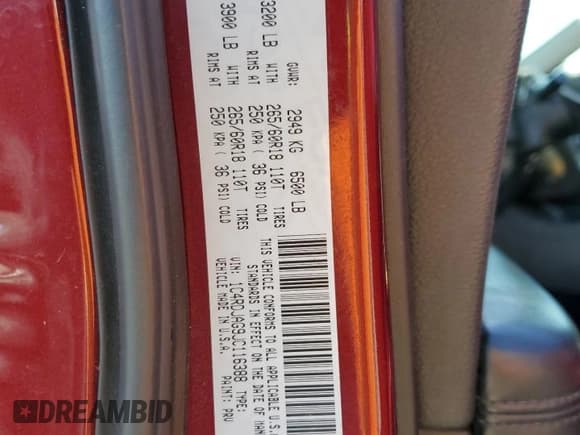 GVWR: 2949 KG 6500 LB
3200 LB WITH 265/60R18 110T TIRES
RIMS AT 250 KPA ( 36 PSI) COLD
3900 LB WITH 265/60R18 110T TIRES
RIMS AT 250 KPA ( 36 PSI) COLD
THIS VEHICLE CONFORMS TO ALL APPLICABLE U.S.
STANDARDS IN EFFECT ON THE DATE OF MAN
VIN: 1C4RDJAG9JC116388 TYPE:
VEHICLE MADE IN U.S.A. PAINT: PRV
DREAMBID